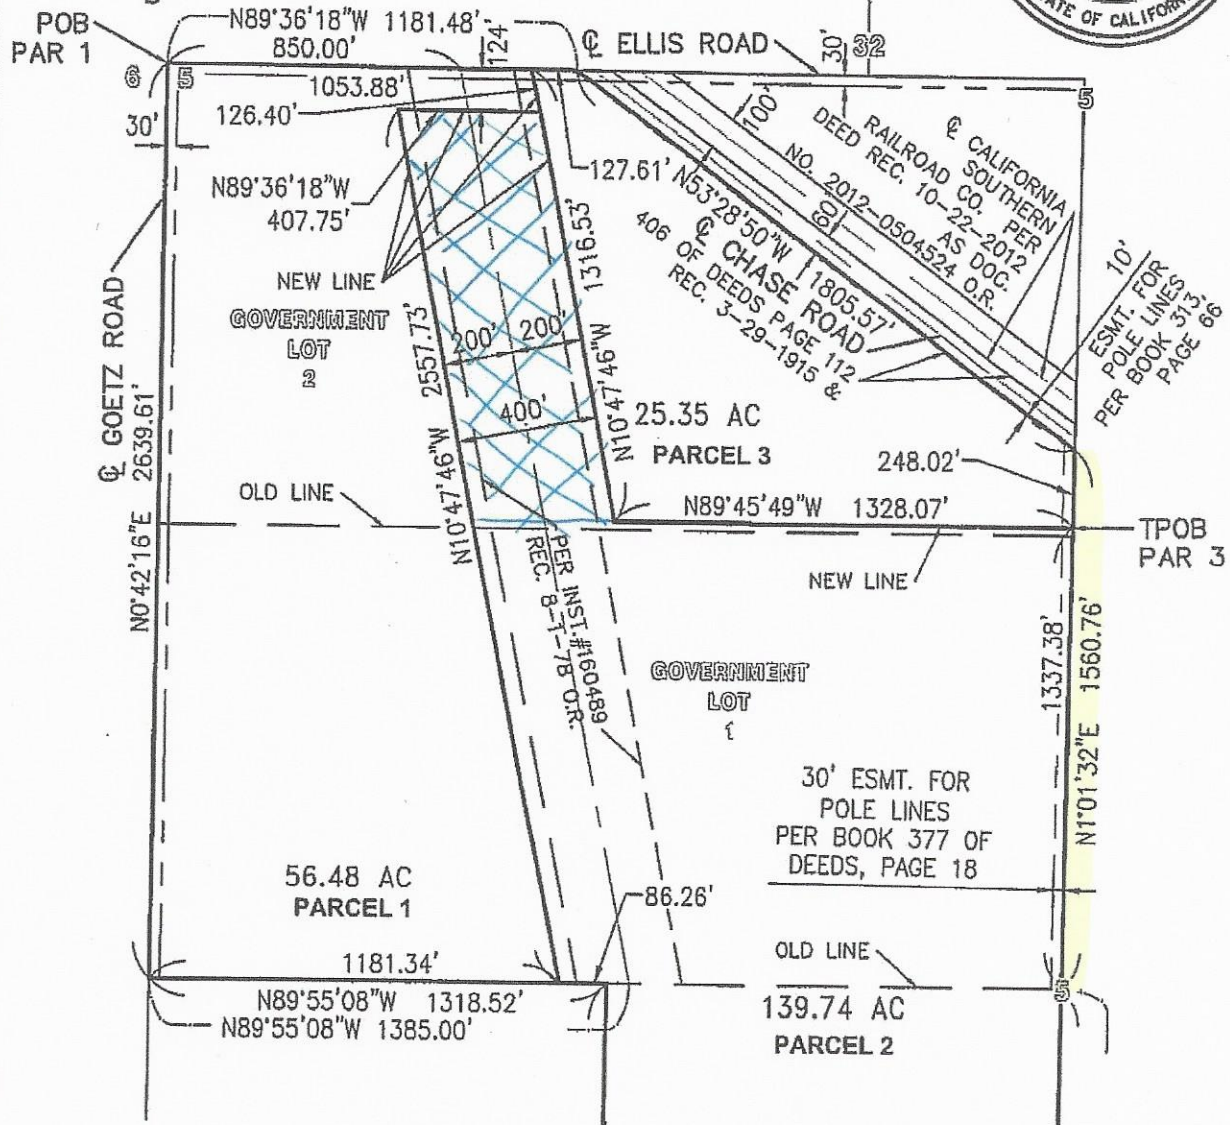 N89°36'18"W 1181.48'
850.00'
POB
PAR 1
124'
℄ ELLIS ROAD
30'
32
ATE OF CALIFORN
6
5
5
1053.88'
126.40'
30'
N89°36'18"W
407.75'
127.61'
100'
N53°28'50"W 1805.57'
℄ CHASE ROAD
406 OF DEEDS PAGE 112
REC. 3-29-1915 &
60'
℄ CALIFORNIA
SOUTHERN
RAILROAD CO. PER
DEED REC. 10-22-2012
AS DOC.
NO. 2012-0504524 O.R.
10'
ESMT. FOR
POLE LINES
PER BOOK 313,
PAGE 66
NEW LINE
GOVERNMENT
LOT
2
℄ GOETZ ROAD
N0°42'16"E 2639.61'
2557.73'
N10°47'46"W
200'
200'
400'
1316.53'
N10°47'46"W
25.35 AC
PARCEL 3
248.02'
OLD LINE
N89°45'49"W 1328.07'
TPOB
PAR 3
NEW LINE
PER INST.#160489
REC. 8-1-78 O.R.
GOVERNMENT
LOT
1
1337.38'
N1°01'32"E 1560.76'
30' ESMT. FOR
POLE LINES
PER BOOK 377 OF
DEEDS, PAGE 18
56.48 AC
PARCEL 1
86.26'
1181.34'
OLD LINE
N89°55'08"W 1318.52'
N89°55'08"W 1385.00'
5
139.74 AC
PARCEL 2